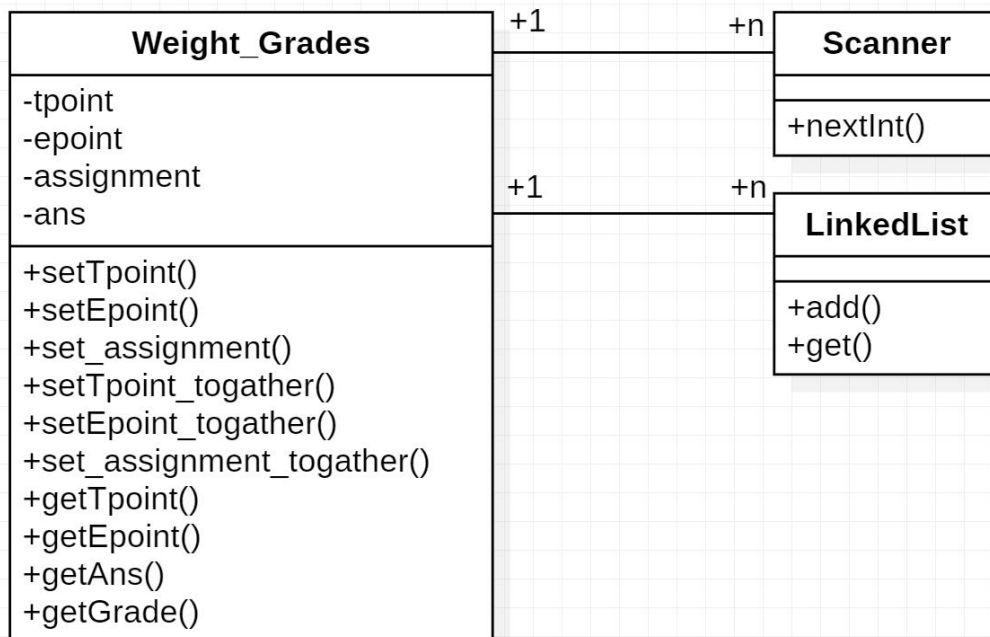 Weight_Grades
-tpoint
-epoint
-assignment
-ans
+setTpoint()
+setEpoint()
+set_assignment()
+setTpoint_togather()
+setEpoint_togather()
+set_assignment_togather()
+getTpoint()
+getEpoint()
+getAns()
+getGrade()
+1
+n
Scanner
+nextInt()
+1
+n
LinkedList
+add()
+get()